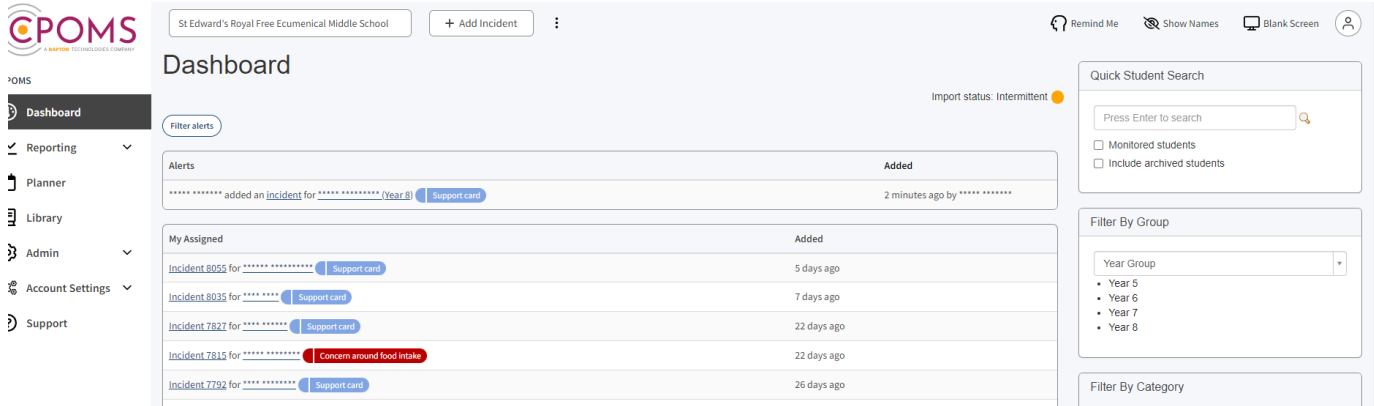 CPOMS
A RAPTOR TECHNOLOGIES COMPANY
St Edward's Royal Free Ecumenical Middle School
+ Add Incident
Remind Me
Show Names
Blank Screen
POMS
Dashboard
Reporting
Planner
Library
Admin
Account Settings
Support
Dashboard
Import status: Intermittent
Filter alerts
Alerts Added
***** ******* added an incident for ***** ********* (Year 8) Support card 2 minutes ago by ***** *******
My Assigned Added
Incident 8055 for ****** ********** Support card 5 days ago
Incident 8035 for **** **** Support card 7 days ago
Incident 7827 for **** ****** Support card 22 days ago
Incident 7815 for ***** ******** Concern around food intake 22 days ago
Incident 7792 for **** ******** Support card 26 days ago
Quick Student Search
Press Enter to search
Monitored students
Include archived students
Filter By Group
Year Group
• Year 5
• Year 6
• Year 7
• Year 8
Filter By Category